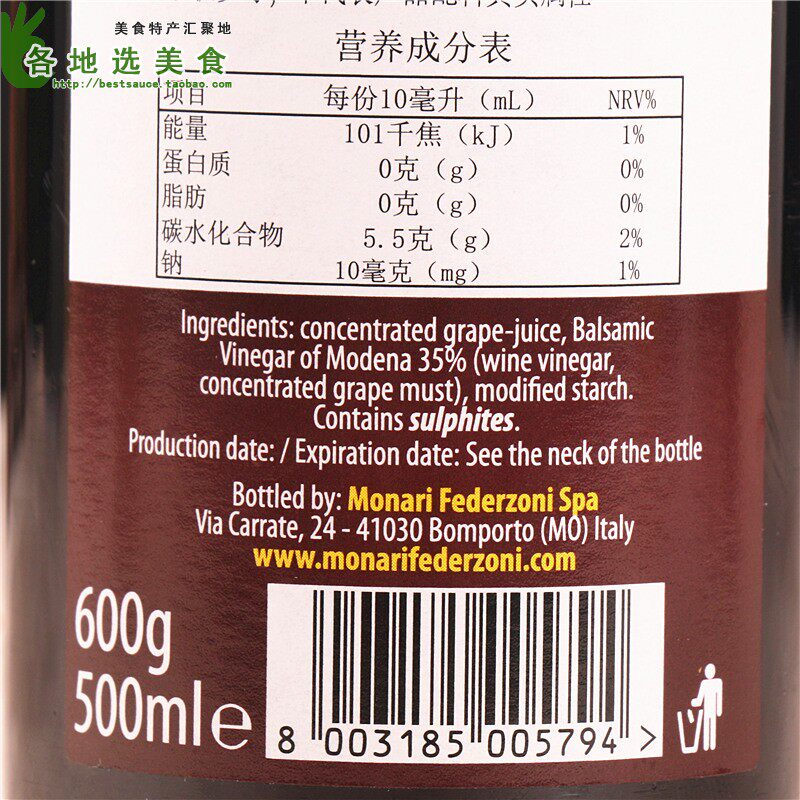 美食特产汇聚地
各地选美食
http://bestsauce1.taobao.com
营养成分表
项目 每份10毫升（mL） NRV%
能量 101千焦（kJ） 1%
蛋白质 0克（g） 0%
脂肪 0克（g） 0%
碳水化合物 5.5克（g） 2%
钠 10毫克（mg） 1%
Ingredients: concentrated grape-juice, Balsamic
Vinegar of Modena 35% (wine vinegar,
concentrated grape must), modified starch.
Contains sulphites.
Production date: / Expiration date: See the neck of the bottle
Bottled by: Monari Federzoni Spa
Via Carrate, 24 - 41030 Bomporto (MO) Italy
www.monarifederzoni.com
600g
500ml e
8 003185 005794 >